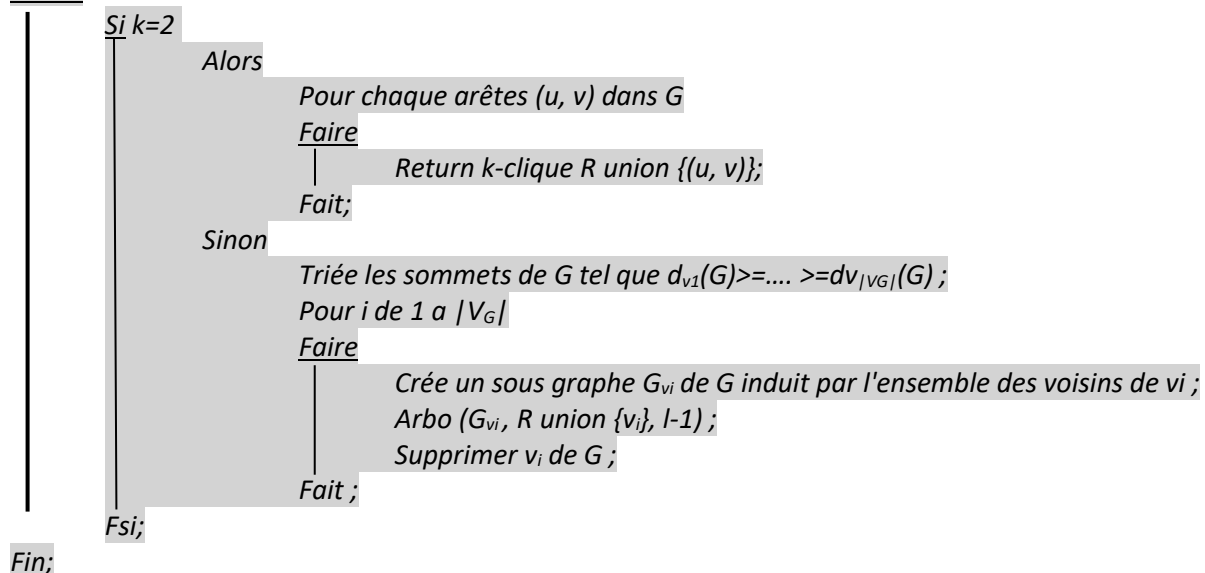 Si k=2
Alors
Pour chaque arêtes (u, v) dans G
Faire
Return k-clique R union {(u, v)};
Fait;
Sinon
Triée les sommets de G tel que dv1(G)>=.... >=dv|VG|(G) ;
Pour i de 1 a |VG|
Faire
Crée un sous graphe Gvi de G induit par l'ensemble des voisins de vi ;
Arbo (Gvi , R union {vi}, l-1) ;
Supprimer vi de G ;
Fait ;
Fsi;
Fin;